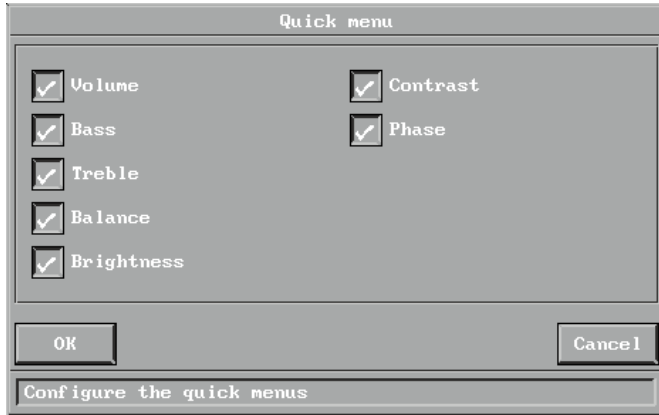 Quick menu
Volume
Bass
Treble
Balance
Brightness
Contrast
Phase
OK
Cancel
Configure the quick menus